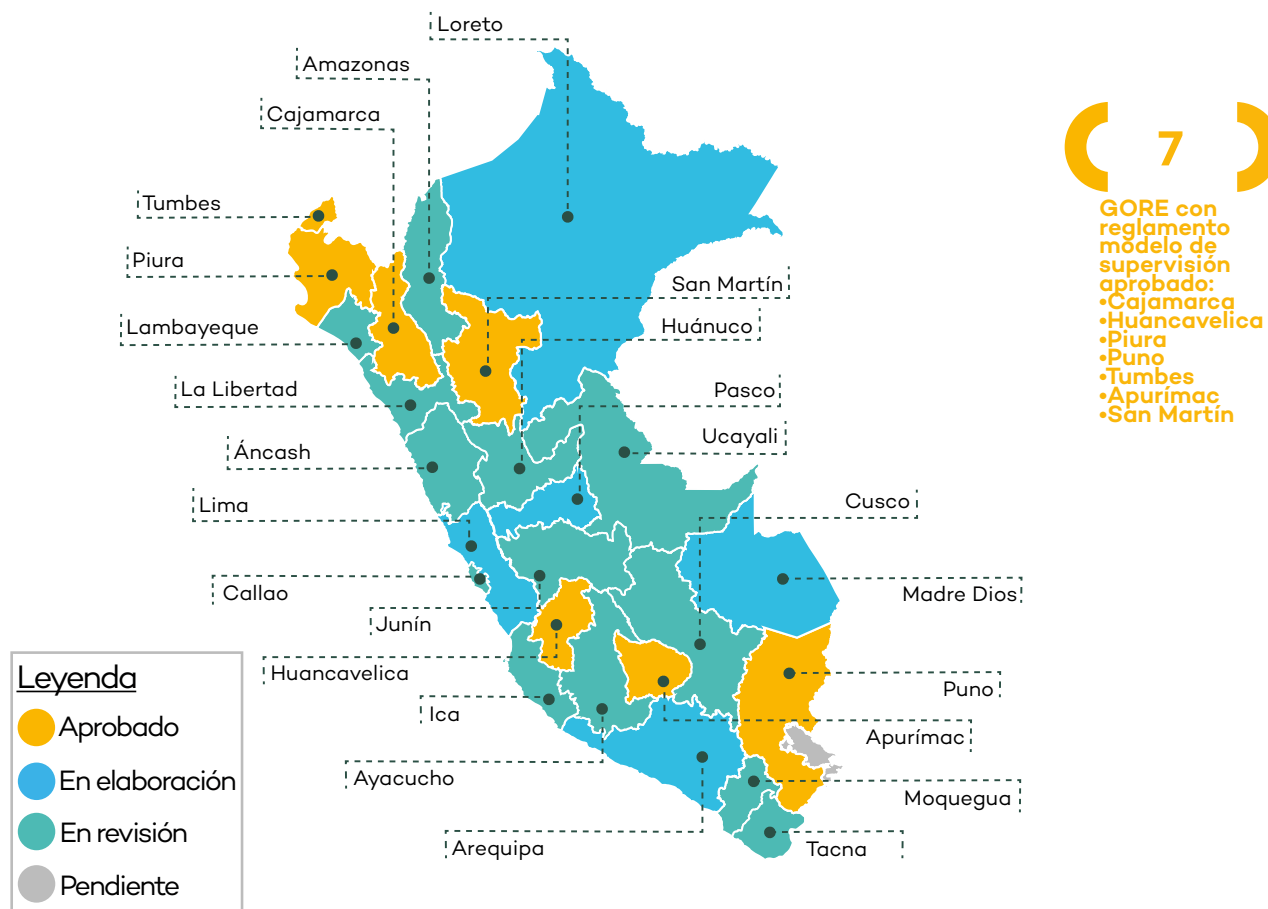 Loreto
Amazonas
Cajamarca
Tumbes
Piura
Lambayeque
La Libertad
Áncash
Lima
Callao
Junín
Huancavelica
Ica
Ayacucho
Arequipa
San Martín
Huánuco
Pasco
Ucayali
Cusco
Madre Dios
Puno
Apurímac
Moquegua
Tacna
7
GORE con
reglamento
modelo de
supervisión
aprobado:
•Cajamarca
•Huancavelica
•Piura
•Puno
•Tumbes
•Apurímac
•San Martín
Leyenda
Aprobado
En elaboración
En revisión
Pendiente